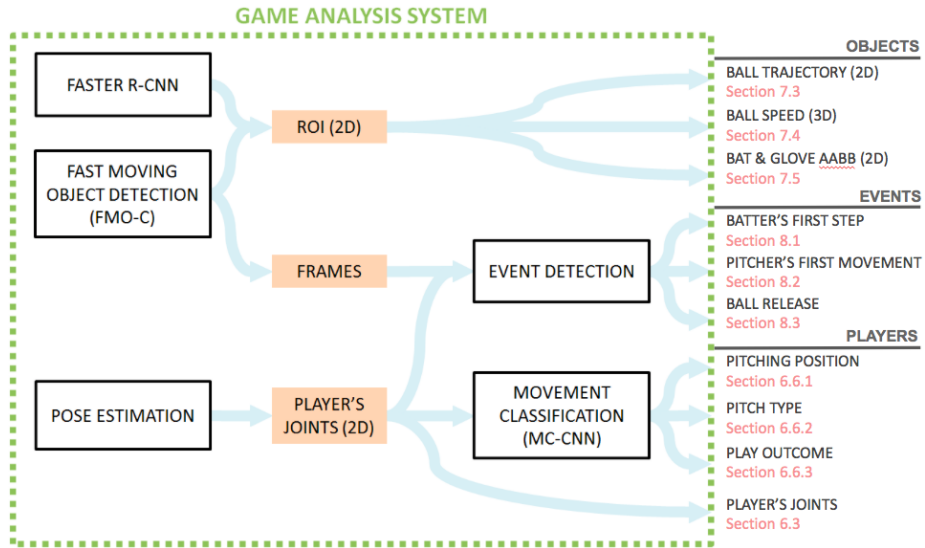 GAME ANALYSIS SYSTEM
FASTER R-CNN
FAST MOVING
OBJECT DETECTION
(FMO-C)
POSE ESTIMATION
ROI (2D)
FRAMES
PLAYER'S
JOINTS (2D)
EVENT DETECTION
MOVEMENT
CLASSIFICATION
(MC-CNN)
OBJECTS
BALL TRAJECTORY (2D)
Section 7.3
BALL SPEED (3D)
Section 7.4
BAT & GLOVE AABB (2D)
Section 7.5
EVENTS
BATTER'S FIRST STEP
Section 8.1
PITCHER'S FIRST MOVEMENT
Section 8.2
BALL RELEASE
Section 8.3
PLAYERS
PITCHING POSITION
Section 6.6.1
PITCH TYPE
Section 6.6.2
PLAY OUTCOME
Section 6.6.3
PLAYER'S JOINTS
Section 6.3